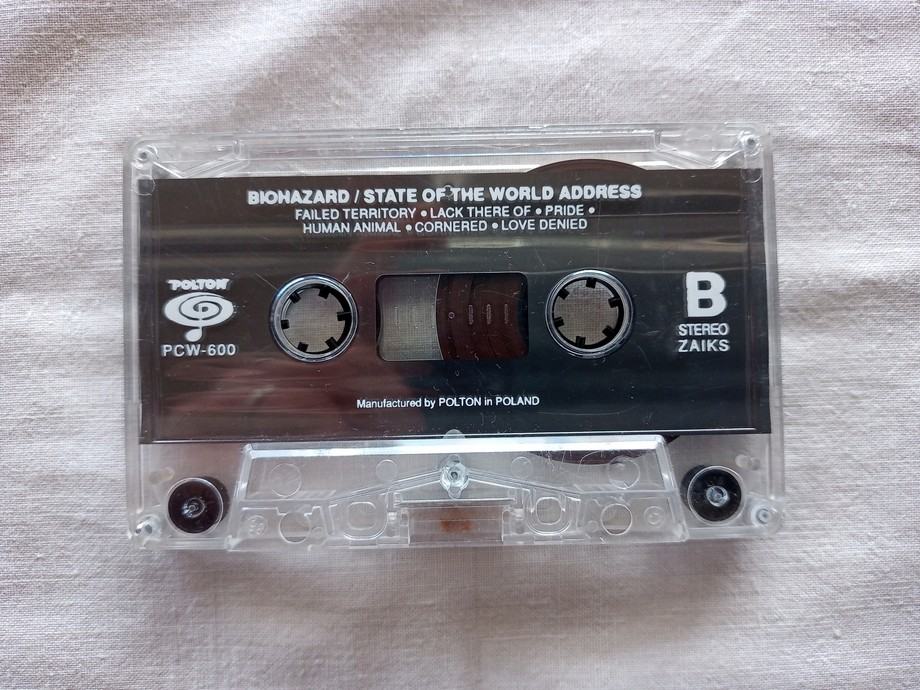 BIOHAZARD / STATE OF THE WORLD ADDRESS
FAILED TERRITORY • LACK THERE OF • PRIDE •
HUMAN ANIMAL • CORNERED • LOVE DENIED
POLTON
PCW-600
B
STEREO
ZAIKS
Manufactured by POLTON in POLAND